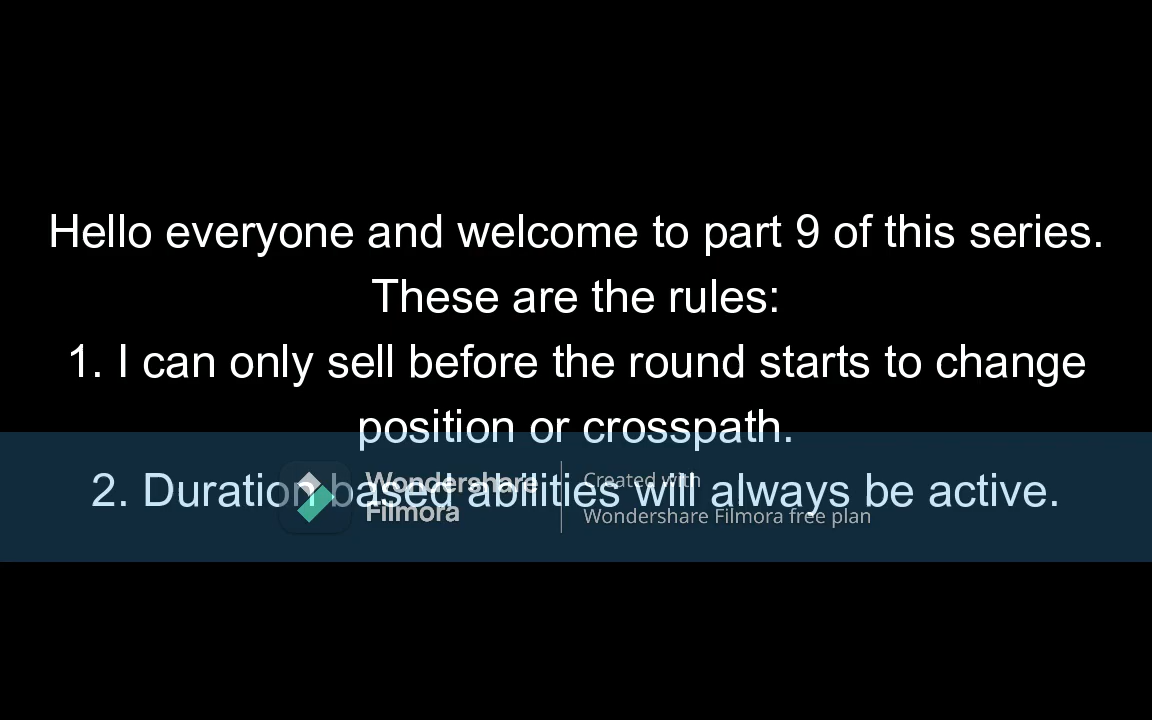 Hello everyone and welcome to part 9 of this series.
These are the rules:
1. I can only sell before the round starts to change
position or crosspath.
2. Duration based abilities will always be active.
Wondershare
Filmora
Created with
Wondershare Filmora free plan